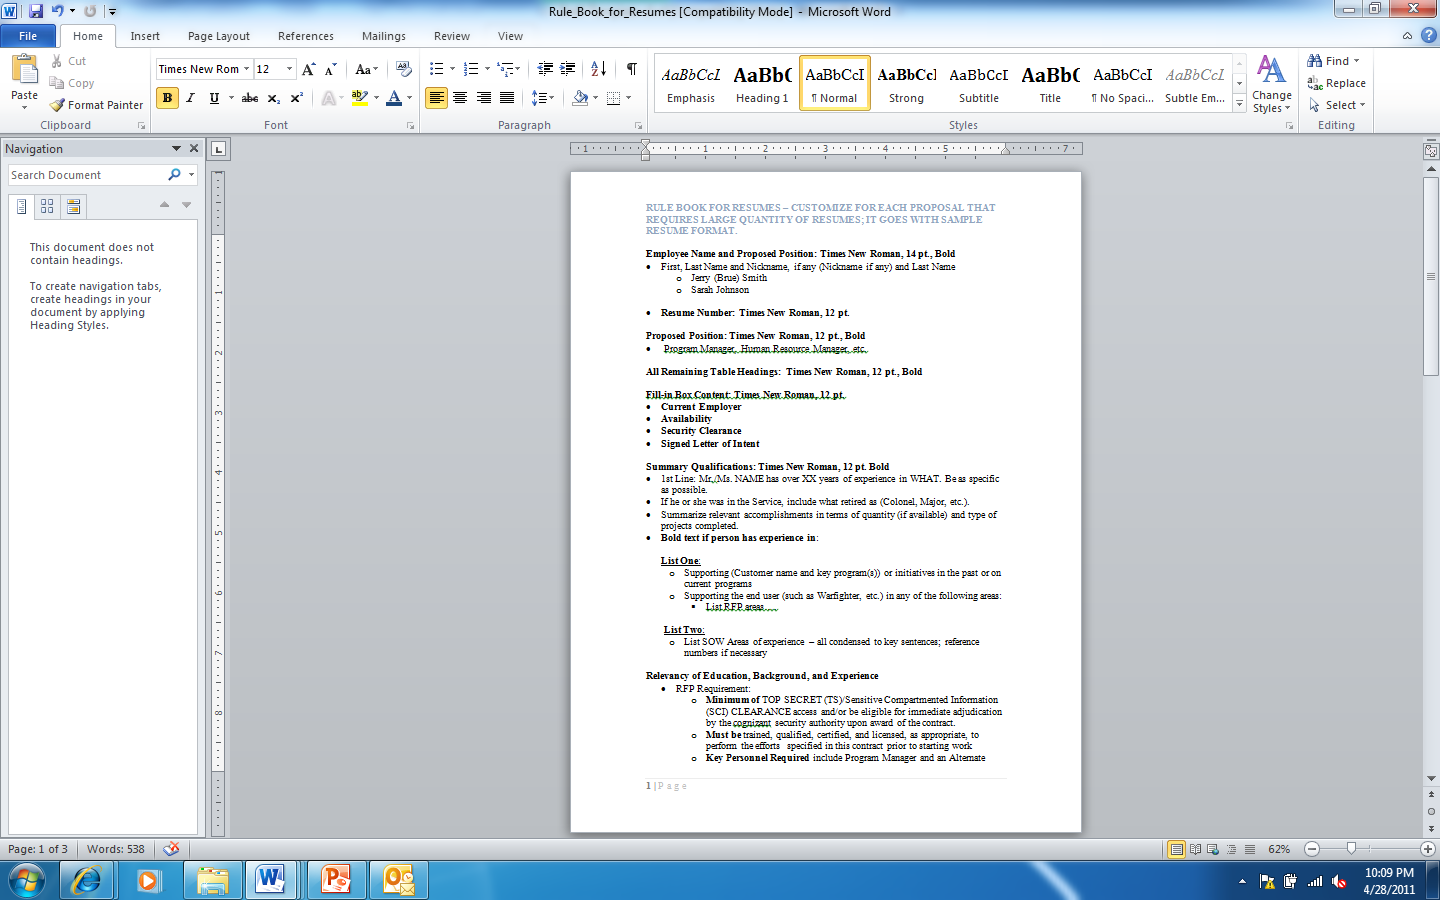 Rule_Book_for_Resumes [Compatibility Mode] - Microsoft Word
File Home Insert Page Layout References Mailings Review View
Paste
Cut
Copy
Format Painter
Clipboard
Times New Rom 12
Font
Paragraph
AaBbCcI AaBbC AaBbCcI AaBbCcI AaBbCcI AaBbC AaBbCcI AaBbCcI
Emphasis Heading 1 ¶ Normal Strong Subtitle Title ¶ No Spaci... Subtle Em...
Styles
Change Styles
Find
Replace
Select
Editing
Navigation
Search Document
This document does not
contain headings.
To create navigation tabs,
create headings in your
document by applying
Heading Styles.
RULE BOOK FOR RESUMES – CUSTOMIZE FOR EACH PROPOSAL THAT
REQUIRES LARGE QUANTITY OF RESUMES; IT GOES WITH SAMPLE
RESUME FORMAT.
Employee Name and Proposed Position: Times New Roman, 14 pt., Bold
• First, Last Name and Nickname, if any (Nickname if any) and Last Name
o Jerry (Brue) Smith
o Sarah Johnson
• Resume Number: Times New Roman, 12 pt.
Proposed Position: Times New Roman, 12 pt., Bold
• Program Manager, Human Resource Manager, etc.
All Remaining Table Headings: Times New Roman, 12 pt., Bold
Fill-in Box Content: Times New Roman, 12 pt.
• Current Employer
• Availability
• Security Clearance
• Signed Letter of Intent
Summary Qualifications: Times New Roman, 12 pt. Bold
• 1st Line: Mr./Ms. NAME has over XX years of experience in WHAT. Be as specific
as possible.
• If he or she was in the Service, include what retired as (Colonel, Major, etc.).
• Summarize relevant accomplishments in terms of quantity (if available) and type of
projects completed.
• Bold text if person has experience in:
List One:
o Supporting (Customer name and key program(s)) or initiatives in the past or on
current programs
o Supporting the end user (such as Warfighter, etc.) in any of the following areas:
▪ List RFP areas….
List Two:
o List SOW Areas of experience – all condensed to key sentences; reference
numbers if necessary
Relevancy of Education, Background, and Experience
• RFP Requirement:
o Minimum of TOP SECRET (TS)/Sensitive Compartmented Information
(SCI) CLEARANCE access and/or be eligible for immediate adjudication
by the cognizant security authority upon award of the contract.
o Must be trained, qualified, certified, and licensed, as appropriate, to
perform the efforts specified in this contract prior to starting work
o Key Personnel Required include Program Manager and an Alternate
1 | Page
Page: 1 of 3 Words: 538 62%
10:09 PM
4/28/2011